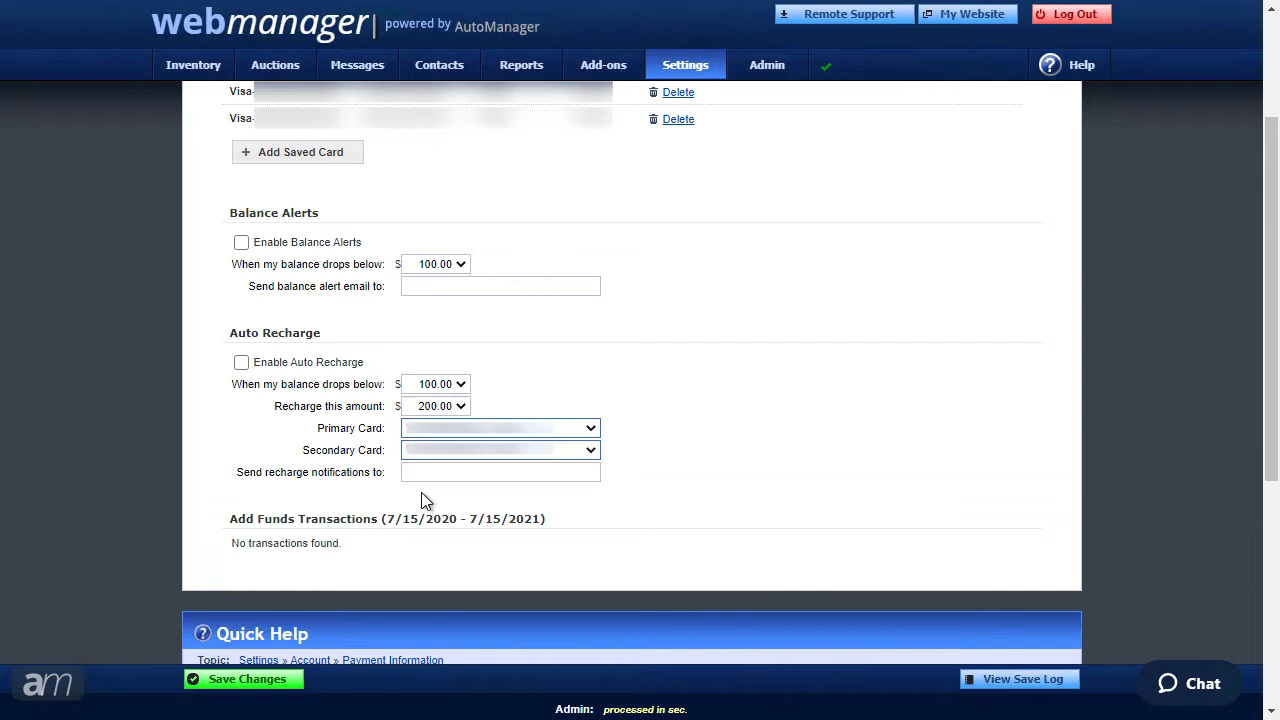 webmanager | powered by AutoManager
Remote Support
My Website
Log Out
Inventory
Auctions
Messages
Contacts
Reports
Add-ons
Settings
Admin
Help
Visa- Delete
Visa- Delete
+ Add Saved Card
Balance Alerts
Enable Balance Alerts
When my balance drops below: $ 100.00
Send balance alert email to:
Auto Recharge
Enable Auto Recharge
When my balance drops below: $ 100.00
Recharge this amount: $ 200.00
Primary Card:
Secondary Card:
Send recharge notifications to:
Add Funds Transactions (7/15/2020 - 7/15/2021)
No transactions found.
? Quick Help
Topic: Settings » Account » Payment Information
am
Save Changes
View Save Log
Chat
Admin: processed in sec.